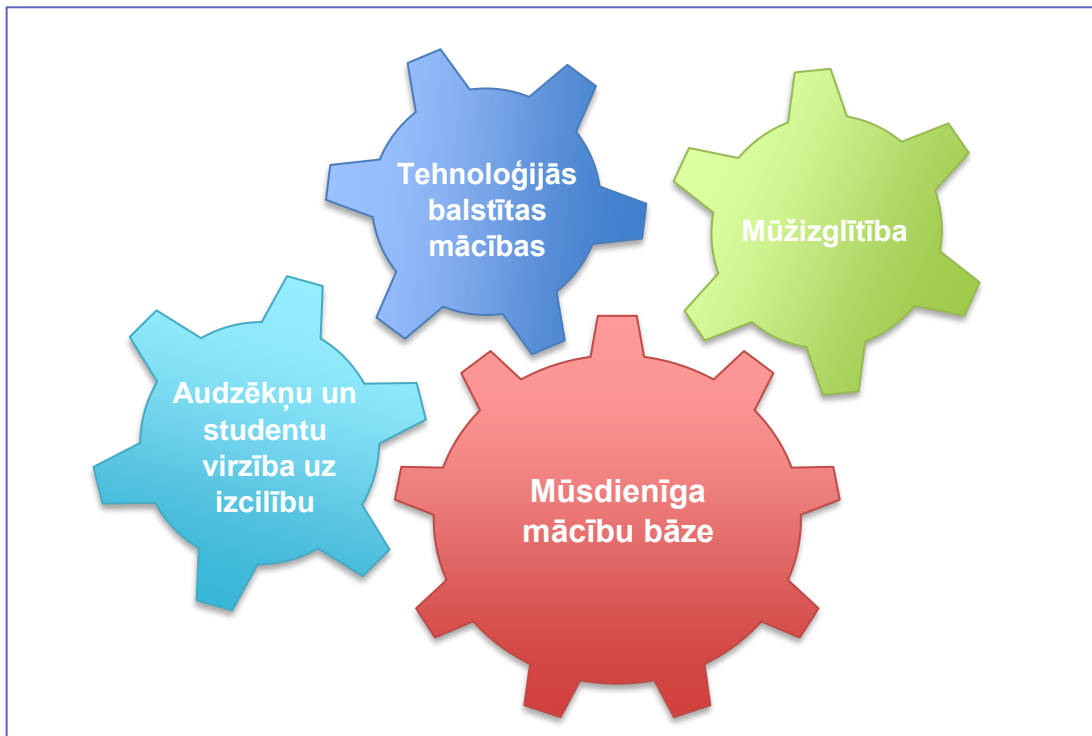 Tehnoloģijās
balstītas
mācības
Mūžizglītība
Audzēkņu un
studentu
virzība uz
izcilību
Mūsdienīga
mācību bāze